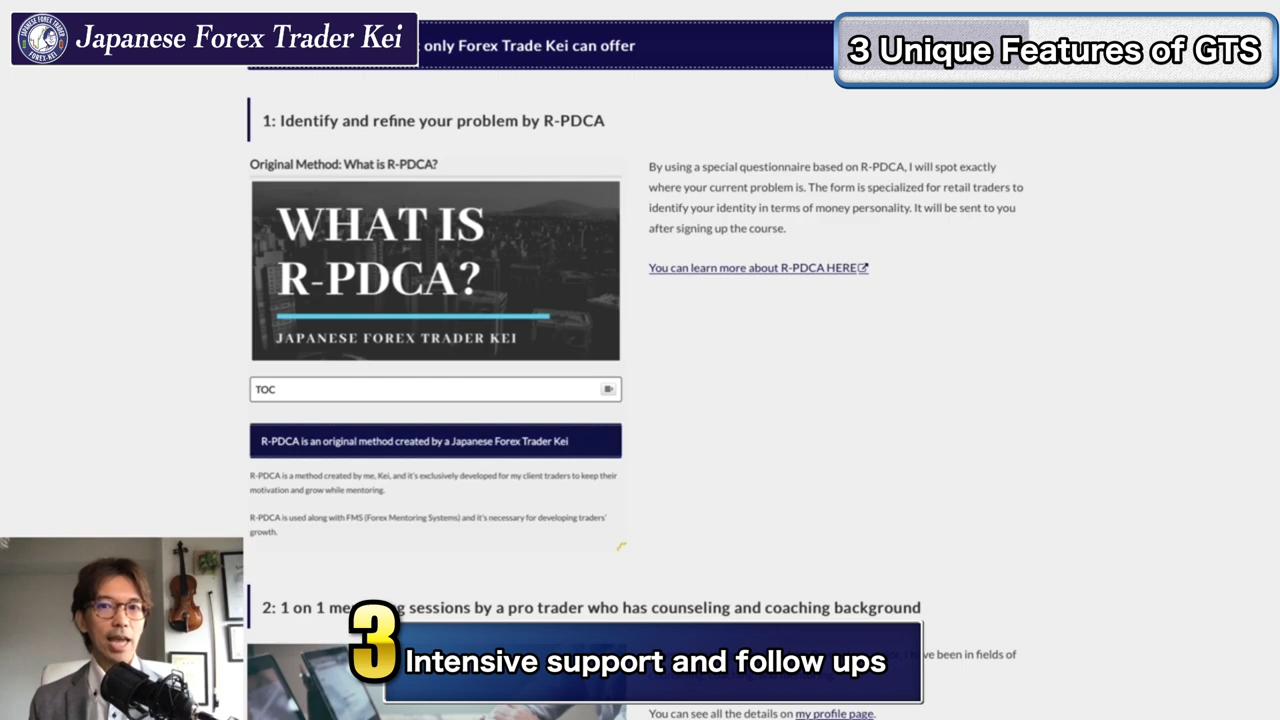 Japanese Forex Trader Kei
only Forex Trade Kei can offer
3 Unique Features of GTS
1: Identify and refine your problem by R-PDCA
Original Method: What is R-PDCA?
WHAT IS
R-PDCA?
JAPANESE FOREX TRADER KEI
By using a special questionnaire based on R-PDCA, I will spot exactly
where your current problem is. The form is specialized for retail traders to
identify your identity in terms of money personality. It will be sent to you
after signing up the course.
You can learn more about R-PDCA HERE
TOC
R-PDCA is an original method created by a Japanese Forex Trader Kei
R-PDCA is a method created by me, Kei, and it's exclusively developed for my client traders to keep their
motivation and grow while mentoring.
R-PDCA is used along with FMS (Forex Mentoring Systems) and it's necessary for developing traders'
growth.
2: 1 on 1 sessions by a pro trader who has counseling and coaching background
3 Intensive support and follow ups
been in fields of
You can see all the details on my profile page.